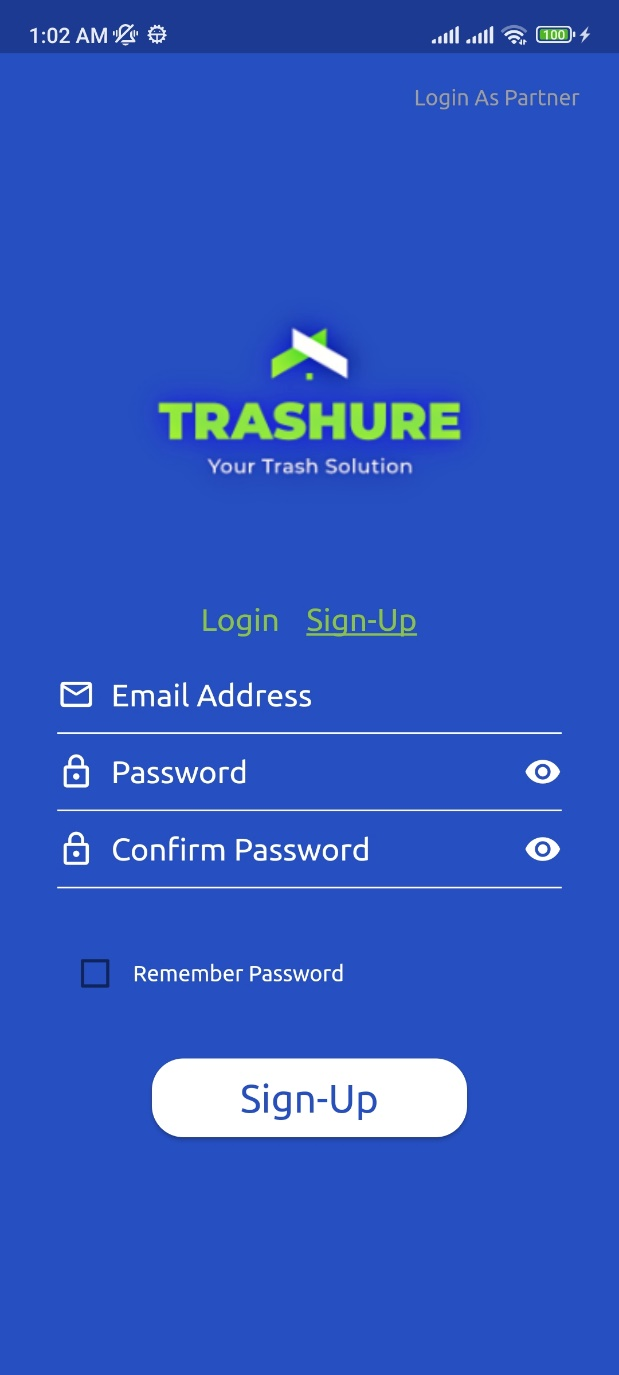 1:02 AM 100
Login As Partner
TRASHURE
Your Trash Solution
Login Sign-Up
Email Address
Password
Confirm Password
Remember Password
Sign-Up